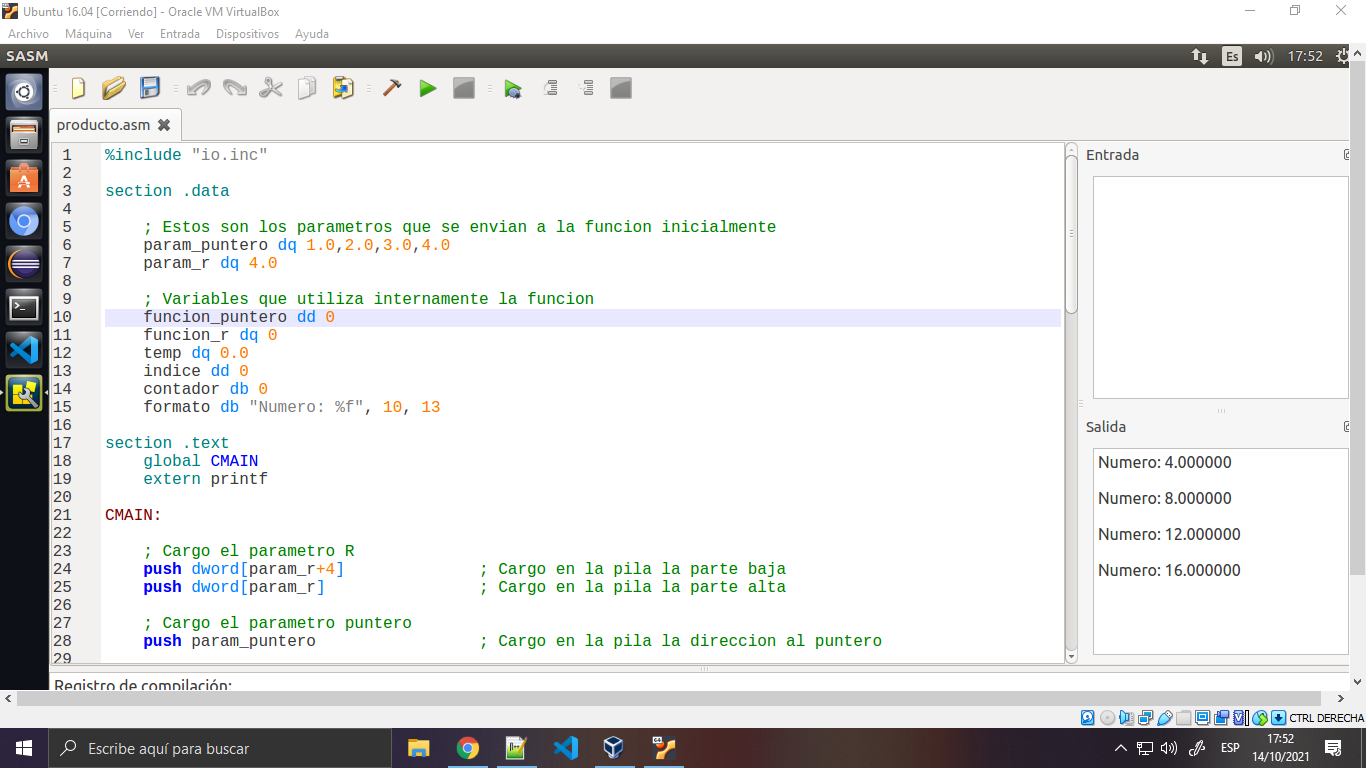 Ubuntu 16.04 [Corriendo] - Oracle VM VirtualBox
Archivo Máquina Ver Entrada Dispositivos Ayuda
SASM
Es
17:52
producto.asm
1 %include "io.inc"
2
3 section .data
4
5 ; Estos son los parametros que se envian a la funcion inicialmente
6 param_puntero dq 1.0,2.0,3.0,4.0
7 param_r dq 4.0
8
9 ; Variables que utiliza internamente la funcion
10 funcion_puntero dd 0
11 funcion_r dq 0
12 temp dq 0.0
13 indice dd 0
14 contador db 0
15 formato db "Numero: %f", 10, 13
16
17 section .text
18 global CMAIN
19 extern printf
20
21 CMAIN:
22
23 ; Cargo el parametro R
24 push dword[param_r+4] ; Cargo en la pila la parte baja
25 push dword[param_r] ; Cargo en la pila la parte alta
26
27 ; Cargo el parametro puntero
28 push param_puntero ; Cargo en la pila la direccion al puntero
29
Entrada
Salida
Numero: 4.000000
Numero: 8.000000
Numero: 12.000000
Numero: 16.000000
Registro de compilación:
CTRL DERECHA
Escribe aquí para buscar
ESP
17:52
14/10/2021